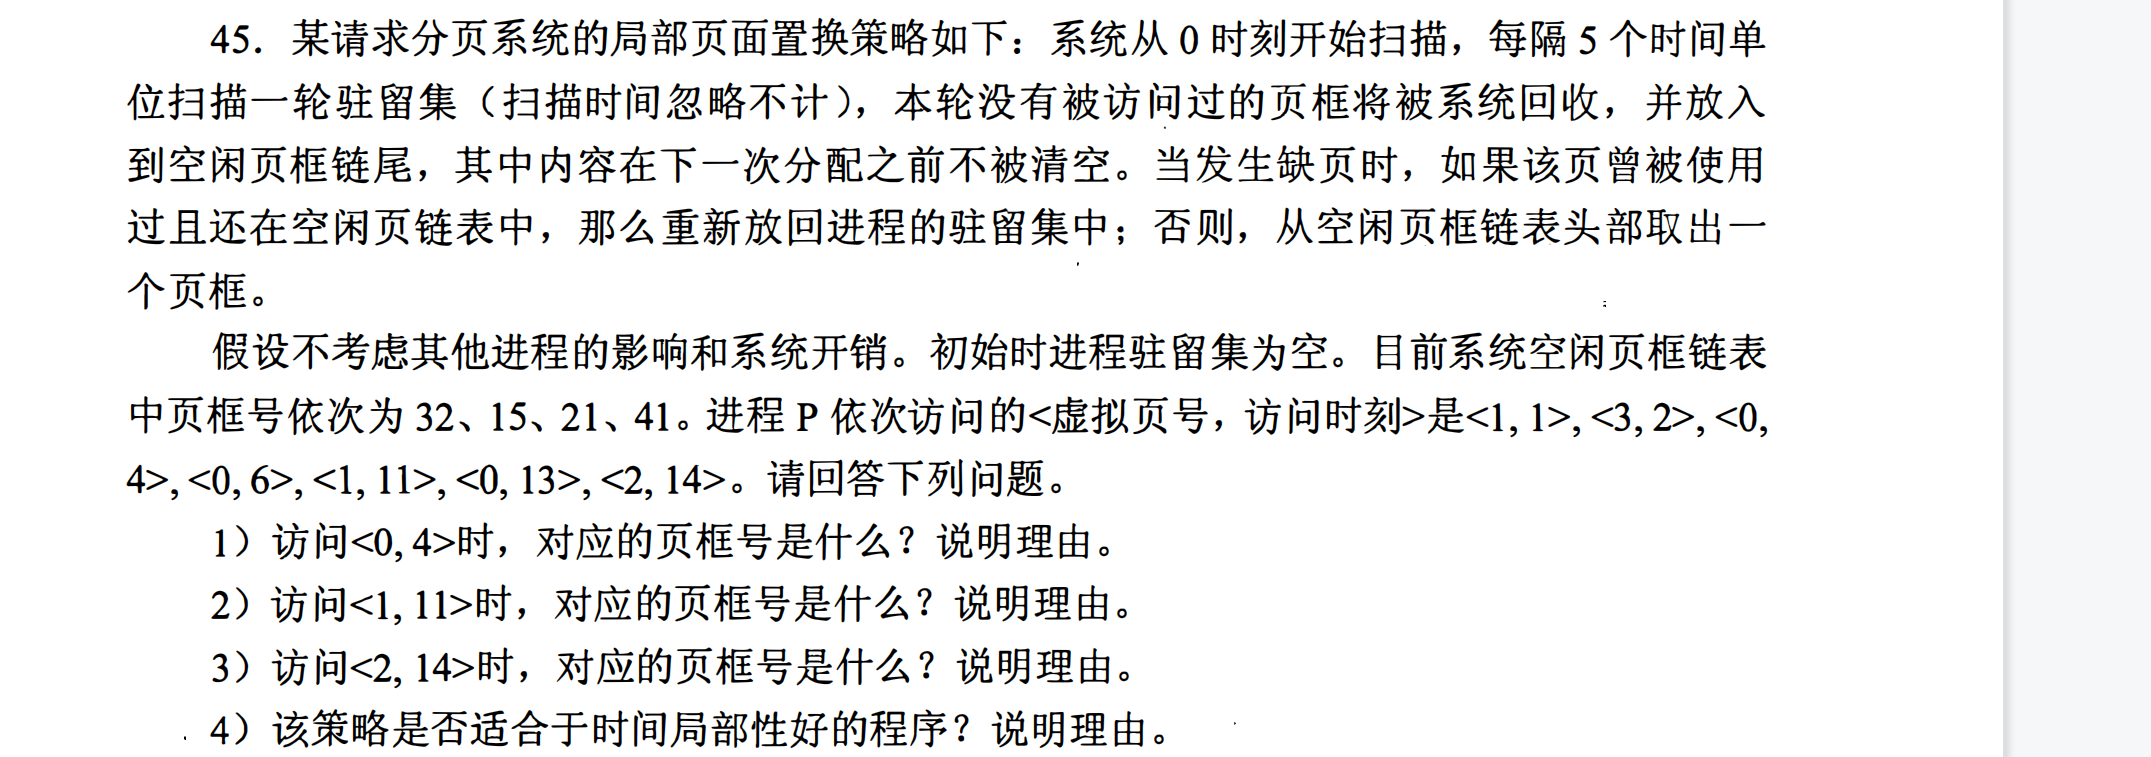 45. 某请求分页系统的局部页面置换策略如下：系统从 0 时刻开始扫描，每隔 5 个时间单
位扫描一轮驻留集（扫描时间忽略不计），本轮没有被访问过的页框将被系统回收，并放入
到空闲页框链尾，其中内容在下一次分配之前不被清空。当发生缺页时，如果该页曾被使用
过且还在空闲页链表中，那么重新放回进程的驻留集中；否则，从空闲页框链表头部取出一
个页框。
假设不考虑其他进程的影响和系统开销。初始时进程驻留集为空。目前系统空闲页框链表
中页框号依次为 32、15、21、41。进程 P 依次访问的<虚拟页号，访问时刻>是<1, 1>, <3, 2>, <0,
4>, <0, 6>, <1, 11>, <0, 13>, <2, 14>。请回答下列问题。
1）访问<0, 4>时，对应的页框号是什么？说明理由。
2）访问<1, 11>时，对应的页框号是什么？说明理由。
3）访问<2, 14>时，对应的页框号是什么？说明理由。
4）该策略是否适合于时间局部性好的程序？说明理由。